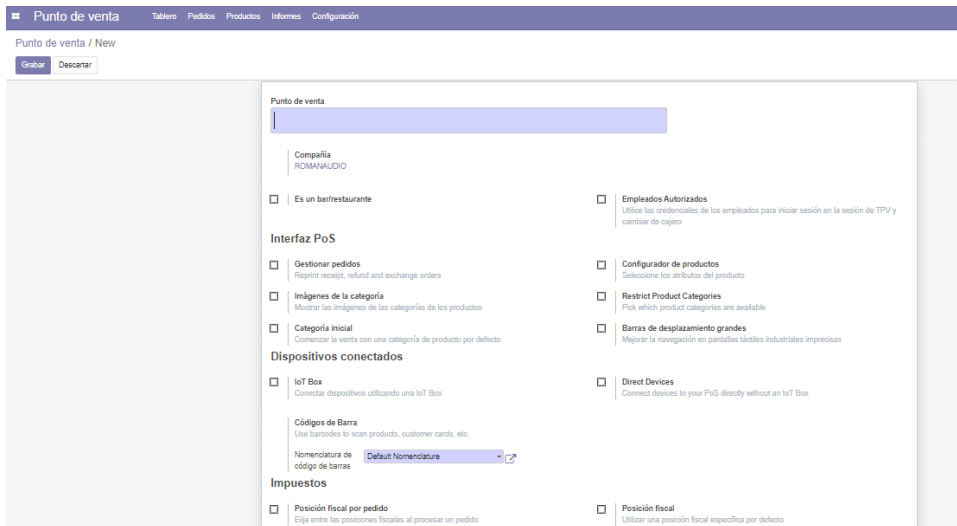 Punto de venta Tablero Pedidos Productos Informes Configuración
Punto de venta / New
Grabar Descartar
Punto de venta
Compañía
ROMANAUDIO
Es un bar/restaurante
Empleados Autorizados
Utilice las credenciales de los empleados para iniciar sesión en la sesión de TPV y
cambiar de cajero
Interfaz PoS
Gestionar pedidos
Reprint receipt, refund and exchange orders
Configurador de productos
Seleccione los atributos del producto
Imágenes de la categoría
Mostrar las imágenes de las categorías de los productos
Restrict Product Categories
Pick which product categories are available
Categoría inicial
Comenzar la venta con una categoría de producto por defecto
Barras de desplazamiento grandes
Mejorar la navegación en pantallas táctiles industriales imprecisas
Dispositivos conectados
IoT Box
Conectar dispositivos utilizando una IoT Box
Direct Devices
Connect devices to your PoS directly without an IoT Box
Códigos de Barra
Use barcodes to scan products, customer cards, etc.
Nomenclatura de
código de barras
Default Nomenclature
Impuestos
Posición fiscal por pedido
Elija entre las posiciones fiscales al procesar un pedido
Posición fiscal
Utilizar una posición fiscal específica por defecto